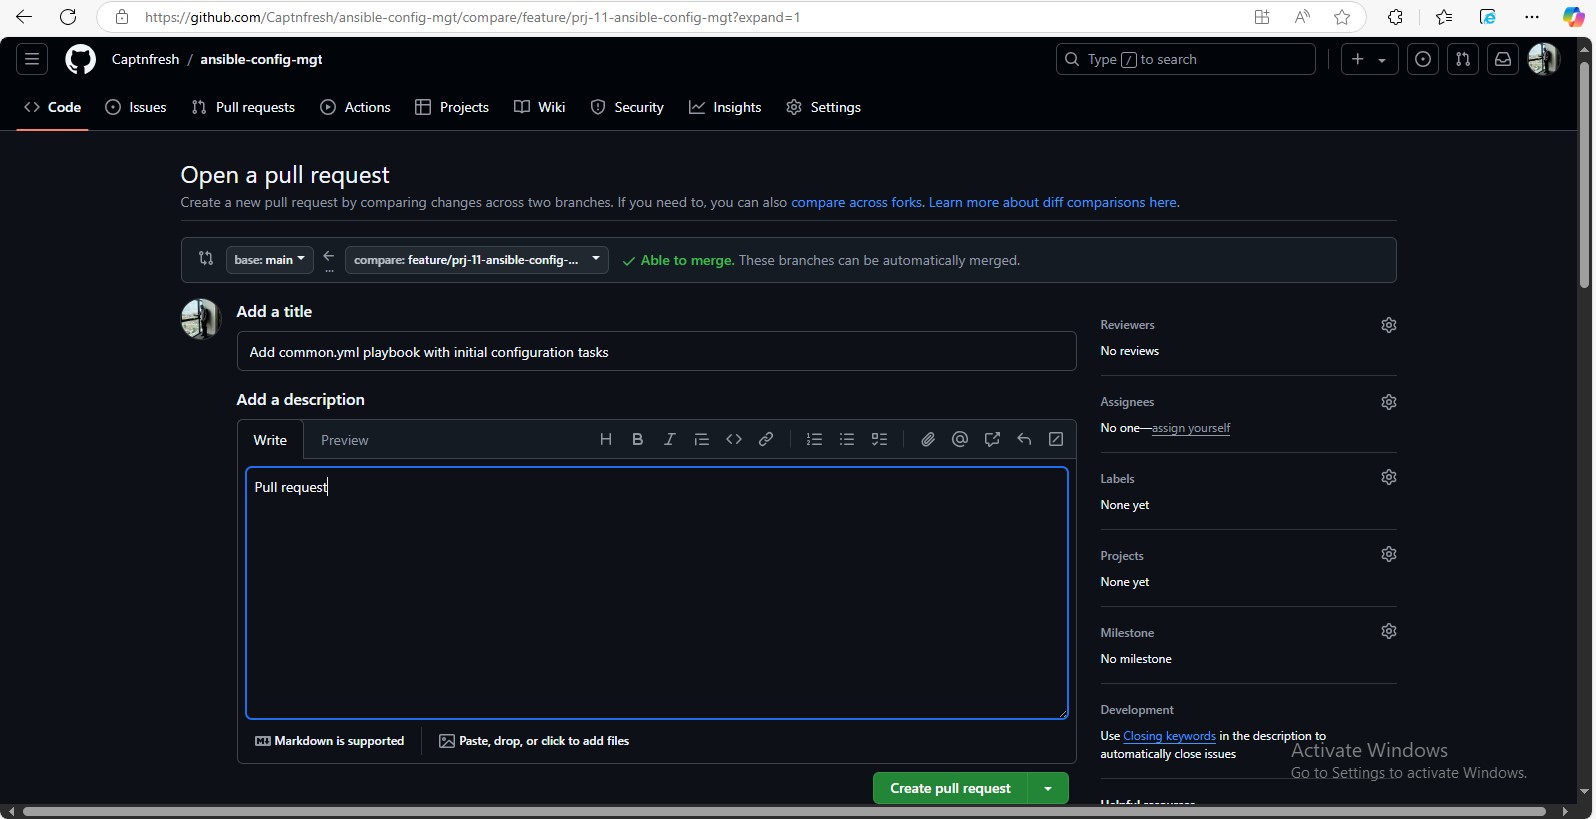 https://github.com/Captnfresh/ansible-config-mgt/compare/feature/prj-11-ansible-config-mgt?expand=1
Captnfresh / ansible-config-mgt
Type / to search
Code Issues Pull requests Actions Projects Wiki Security Insights Settings
Open a pull request
Create a new pull request by comparing changes across two branches. If you need to, you can also compare across forks. Learn more about diff comparisons here.
base: main compare: feature/prj-11-ansible-config-... Able to merge. These branches can be automatically merged.
Add a title
Add common.yml playbook with initial configuration tasks
Add a description
Write Preview
Pull request
Markdown is supported Paste, drop, or click to add files
Create pull request
Reviewers
No reviews
Assignees
No one—assign yourself
Labels
None yet
Projects
None yet
Milestone
No milestone
Development
Use Closing keywords in the description to
automatically close issues
Helpful resources
Activate Windows
Go to Settings to activate Windows.